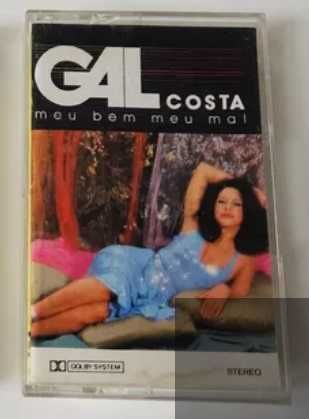 GAL
COSTA
meu bem meu mal
DOLBY SYSTEM
STEREO